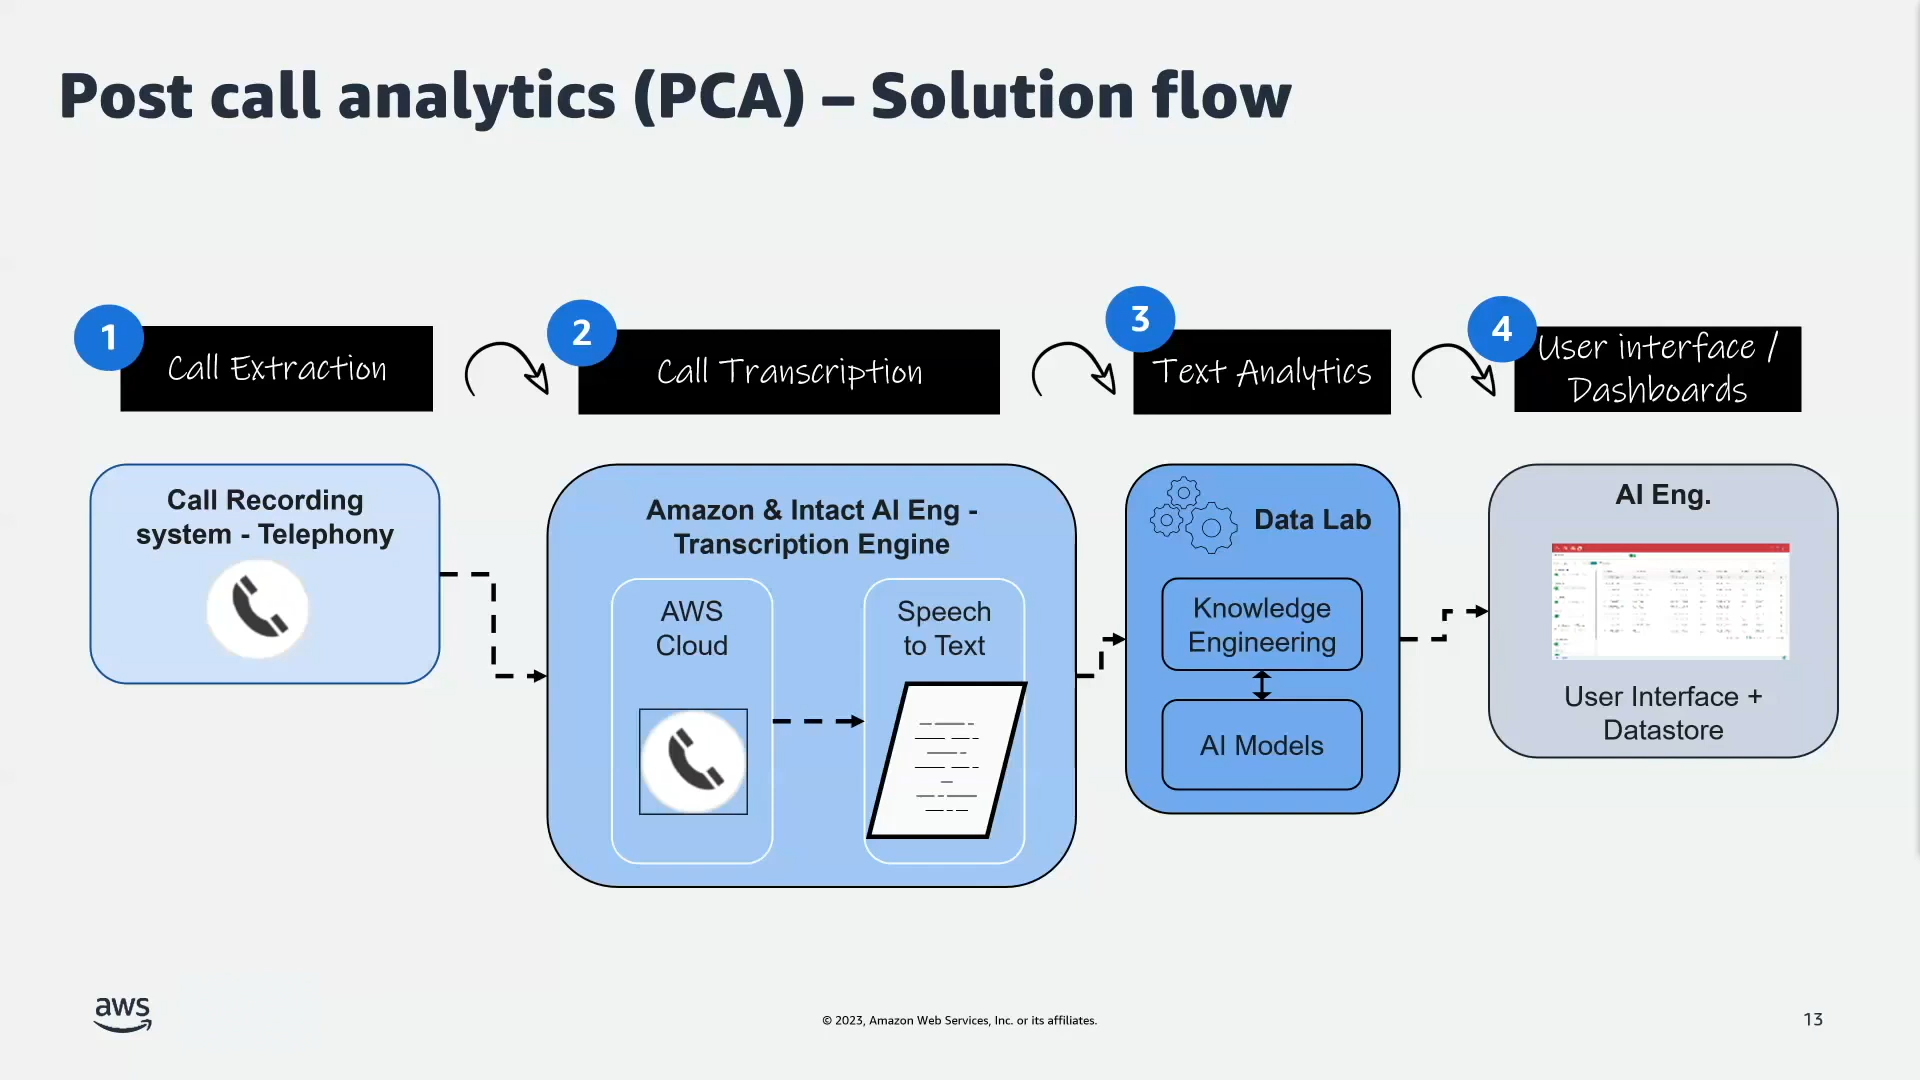 Post call analytics (PCA) – Solution flow
1
Call Extraction
2
Call Transcription
3
Text Analytics
4
User interface /
Dashboards
Call Recording
system - Telephony
Amazon & Intact AI Eng -
Transcription Engine
AWS
Cloud
Speech
to Text
Data Lab
Knowledge
Engineering
AI Models
AI Eng.
User Interface +
Datastore
aws
© 2023, Amazon Web Services, Inc. or its affiliates.
13